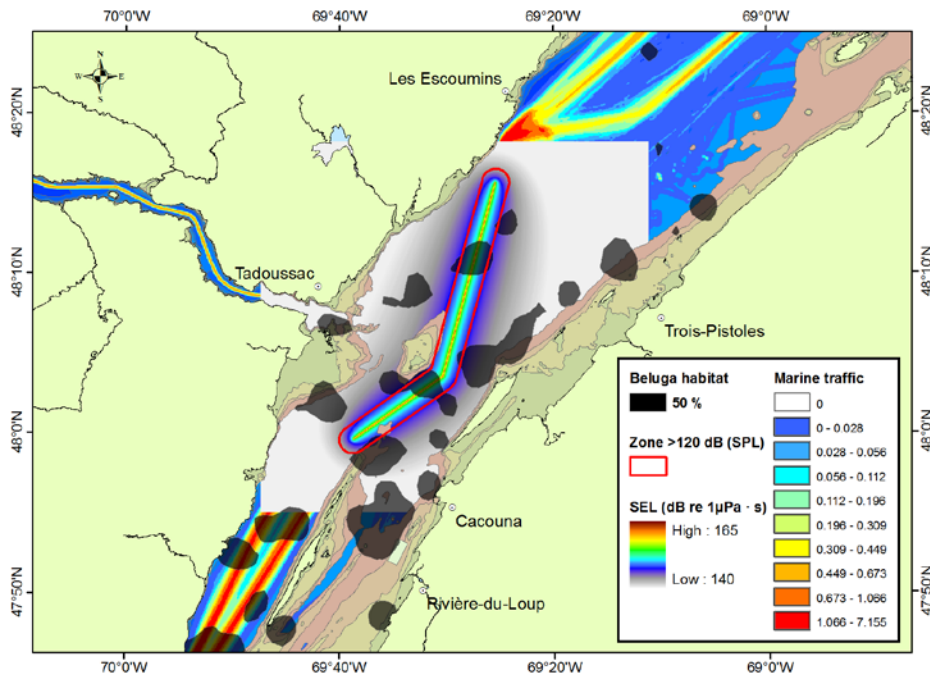 70°0'W 69°40'W 69°20'W 69°0'W
N
W E
S
48°20'N 48°20'N
Les Escoumins
48°10'N 48°10'N
Tadoussac
Trois-Pistoles
48°0'N 48°0'N
Cacouna
47°50'N 47°50'N
Rivière-du-Loup
Beluga habitat
50 %
Zone >120 dB (SPL)
SEL (dB re 1µPa · s)
High : 165
Low : 140
Marine traffic
0
0 - 0.028
0.028 - 0.056
0.056 - 0.112
0.112 - 0.196
0.196 - 0.309
0.309 - 0.449
0.449 - 0.673
0.673 - 1.066
1.066 - 7.155
70°0'W 69°40'W 69°20'W 69°0'W